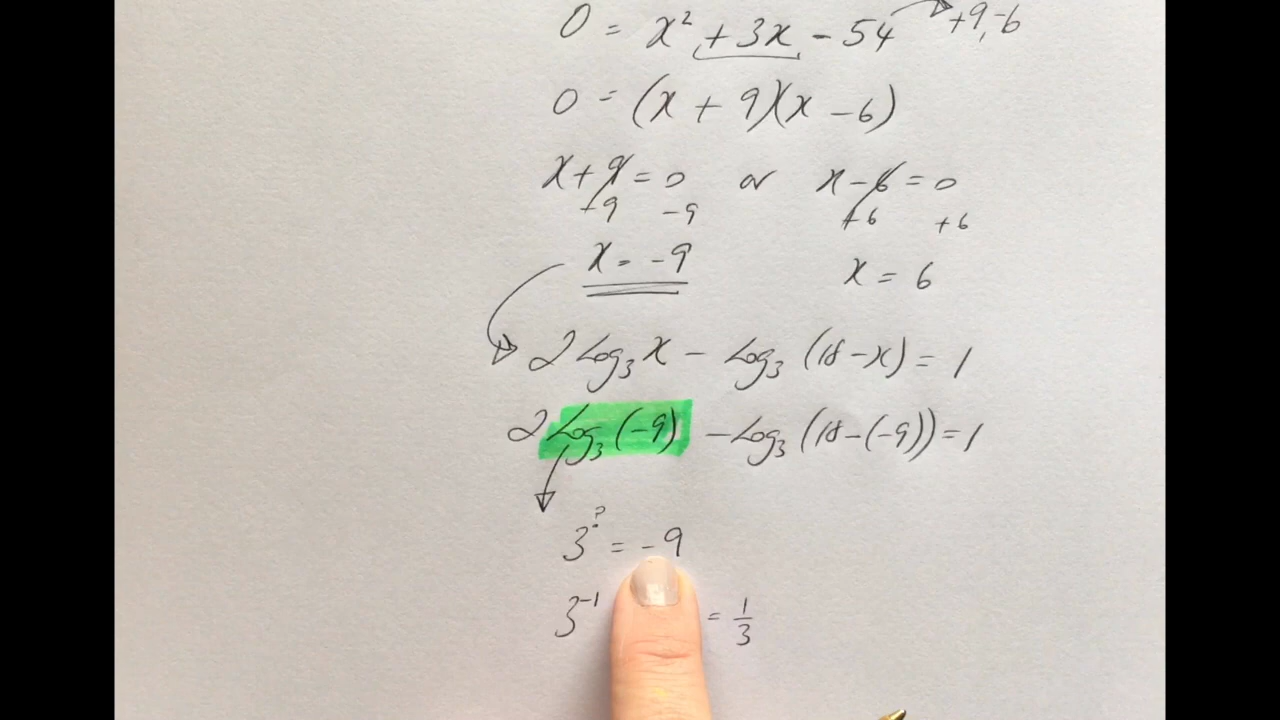 0 = x² + 3x - 54 +9,-6
0 = (x + 9)(x - 6)
x + 9 = 0 or x - 6 = 0
-9 -9 +6 +6
x = -9 x = 6
2 log₃ x - log₃ (18 - x) = 1
2 log₃ (-9) - log₃ (18 - (-9)) = 1
3^? = -9
3⁻¹ = 1/3